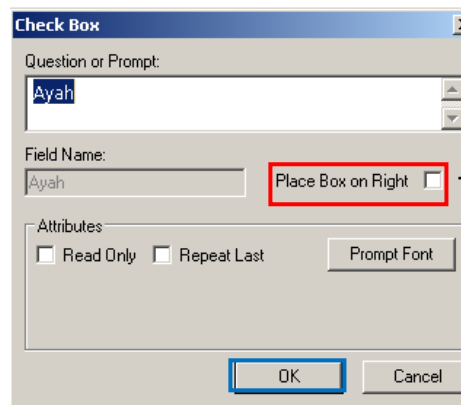 Check Box
Question or Prompt:
Ayah
Field Name:
Ayah
Place Box on Right
Attributes
Read Only
Repeat Last
Prompt Font
OK
Cancel